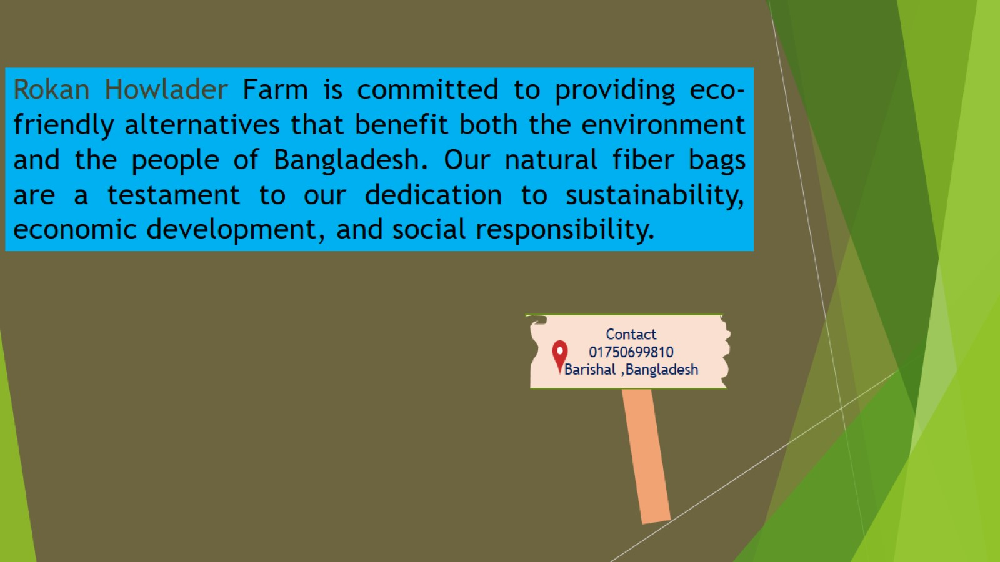 Rokan Howlader Farm is committed to providing eco-
friendly alternatives that benefit both the environment
and the people of Bangladesh. Our natural fiber bags
are a testament to our dedication to sustainability,
economic development, and social responsibility.
Contact
01750699810
Barishal ,Bangladesh